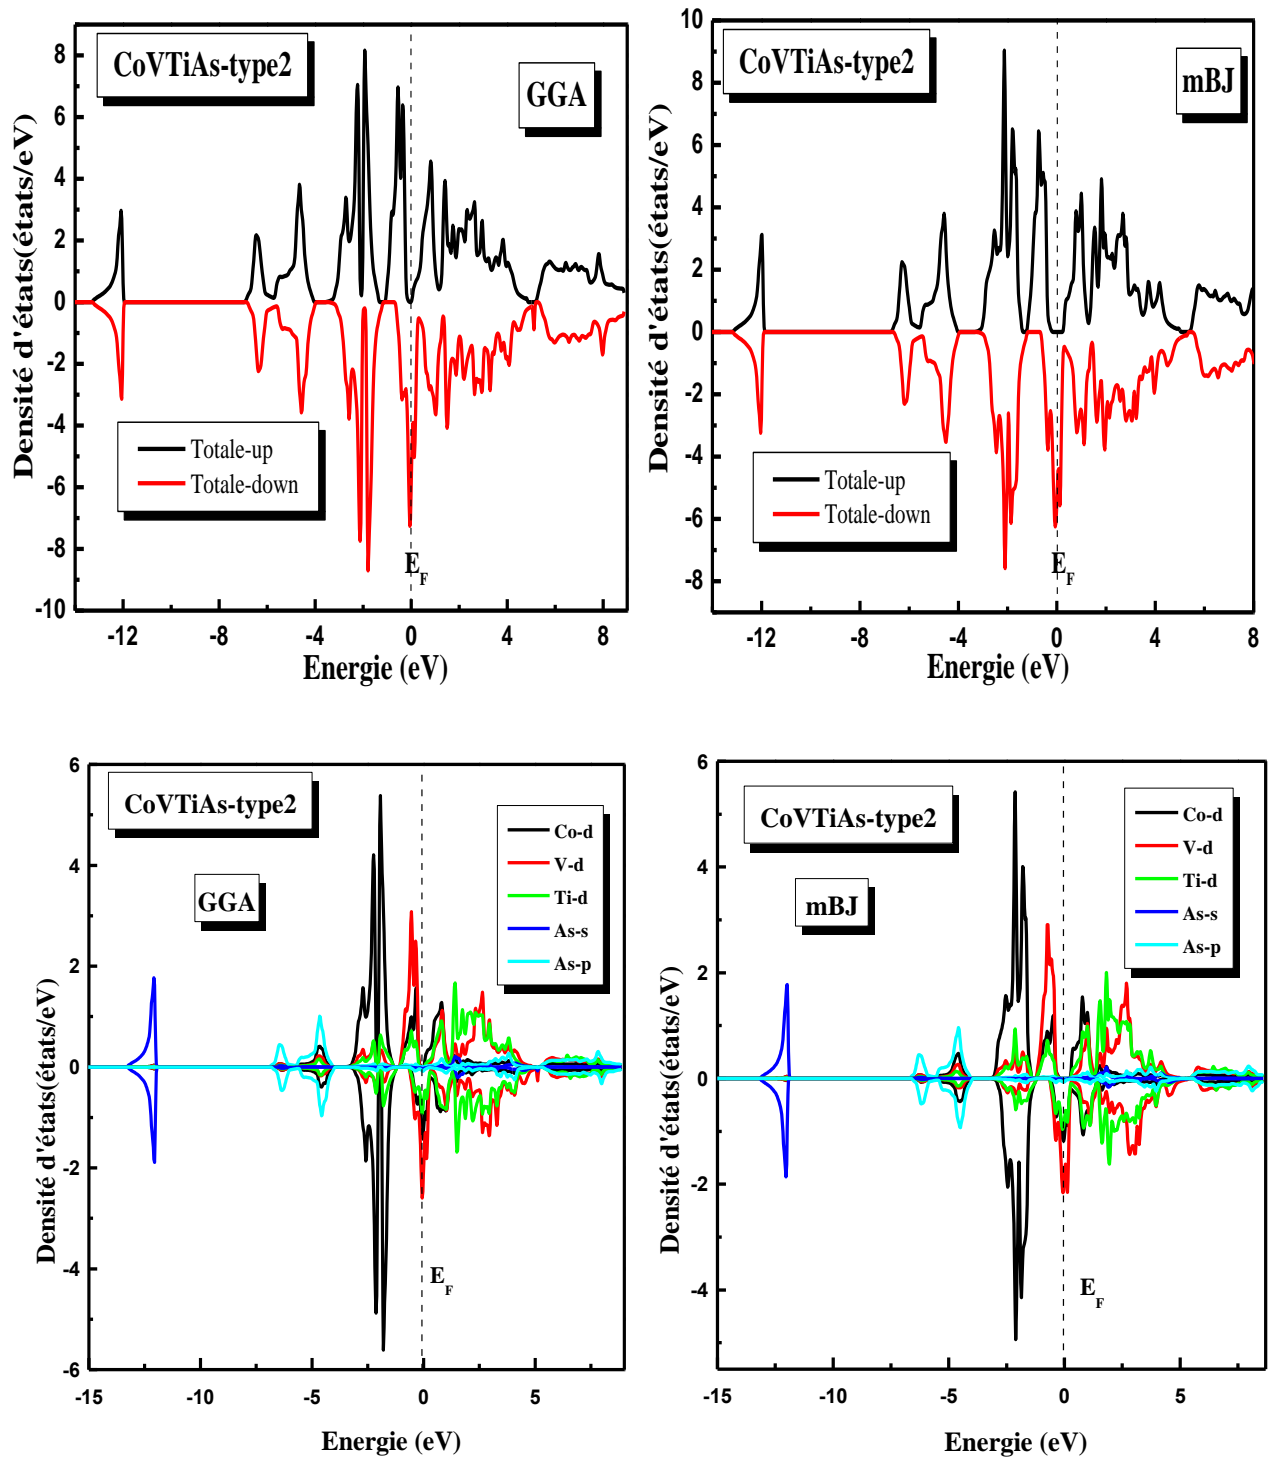 CoVTiAs-type2
GGA
Densité d'états(états/eV)
8
6
4
2
0
-2
-4
-6
-8
-10
Totale-up
Totale-down
E_F
-12
-8
-4
0
4
8
Energie (eV)
CoVTiAs-type2
mBJ
Densité d'états(états/eV)
10
8
6
4
2
0
-2
-4
-6
-8
Totale-up
Totale-down
E_F
-12
-8
-4
0
4
8
Energie (eV)
CoVTiAs-type2
GGA
Co-d
V-d
Ti-d
As-s
As-p
Densité d'états(états/eV)
6
4
2
0
-2
-4
-6
E_F
-15
-10
-5
0
5
Energie (eV)
CoVTiAs-type2
mBJ
Co-d
V-d
Ti-d
As-s
As-p
Densité d'états(états/eV)
6
4
2
0
-2
-4
E_F
-15
-10
-5
0
5
Energie (eV)